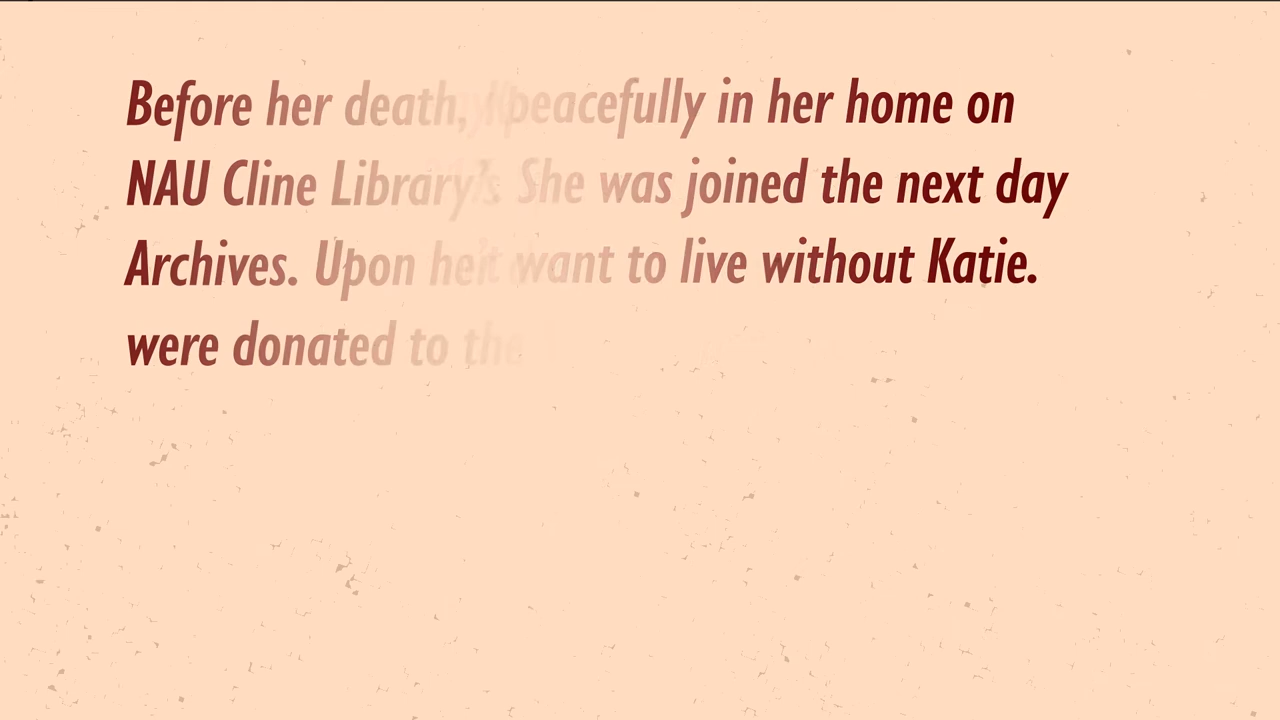 Before her death, peacefully in her home on
NAU Cline Library's. She was joined the next day
Archives. Upon want to live without Katie.
were donated to the